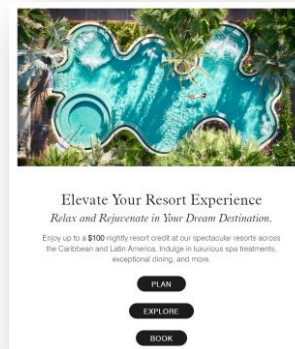 Elevate Your Resort Experience
Relax and Rejuvenate in Your Dream Destination.
Enjoy up to a $100 nightly resort credit at our spectacular resorts across
the Caribbean and Latin America. Indulge in luxurious spa treatments,
exceptional dining, and more.
PLAN
EXPLORE
BOOK